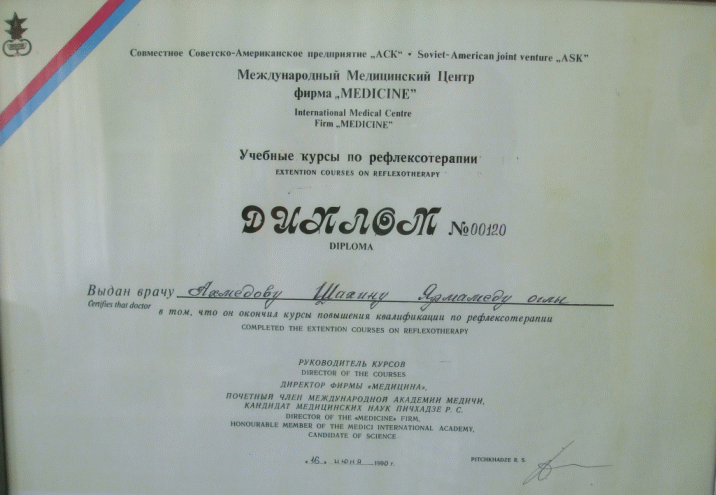 Совместное Советско-Американское предприятие „АСК“ • Soviet-American joint venture „ASK”
Международный Медицинский Центр
фирма „MEDICINE”
International Medical Centre
Firm „MEDICINE”
Учебные курсы по рефлексотерапии
EXTENTION COURSES ON REFLEXOTHERAPY
ДИПЛОМ №00120
DIPLOMA
Выдан врачу Ахмедову Шахину Ярмамеду оглы
Certifies that doctor
в том, что он окончил курсы повышения квалификации по рефлексотерапии
COMPLETED THE EXTENTION COURSES ON REFLEXOTHERAPY
РУКОВОДИТЕЛЬ КУРСОВ
DIRECTOR OF THE COURSES
ДИРЕКТОР ФИРМЫ «МЕДИЦИНА»,
ПОЧЕТНЫЙ ЧЛЕН МЕЖДУНАРОДНОЙ АКАДЕМИИ МЕДИЧИ,
КАНДИДАТ МЕДИЦИНСКИХ НАУК ПИЧХАДЗЕ Р. С.
DIRECTOR OF THE «MEDICINE» FIRM,
HONOURABLE MEMBER OF THE MEDICI INTERNATIONAL ACADEMY,
CANDIDATE OF SCIENCE
„16„ июня 1990 г.
PITCHKHADZE R. S.